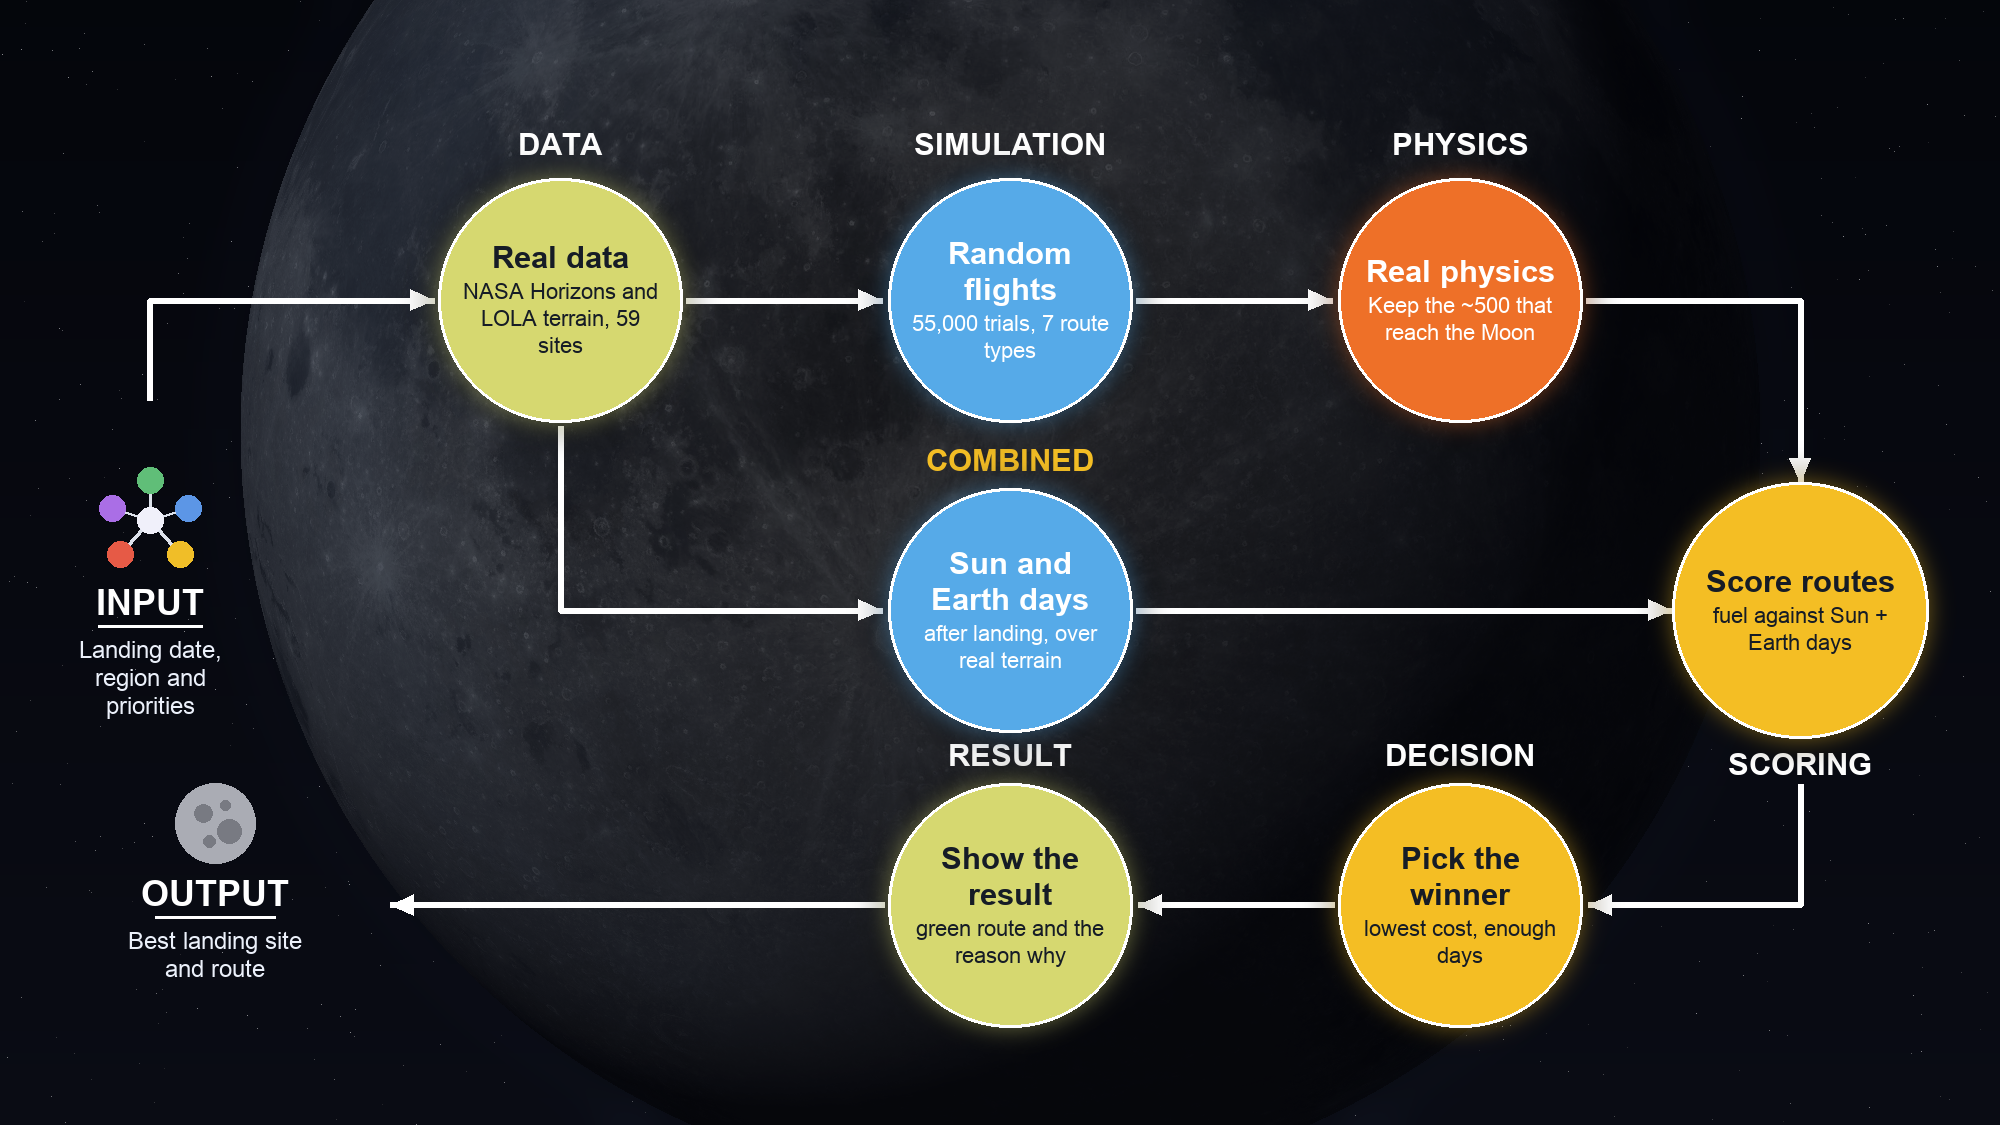 DATA
SIMULATION
PHYSICS
Real data
NASA Horizons and
LOLA terrain, 59
sites
Random
flights
55,000 trials, 7 route
types
Real physics
Keep the ~500 that
reach the Moon
COMBINED
Sun and
Earth days
after landing, over
real terrain
Score routes
fuel against Sun +
Earth days
SCORING
INPUT
Landing date,
region and
priorities
RESULT
DECISION
Show the
result
green route and the
reason why
Pick the
winner
lowest cost, enough
days
OUTPUT
Best landing site
and route